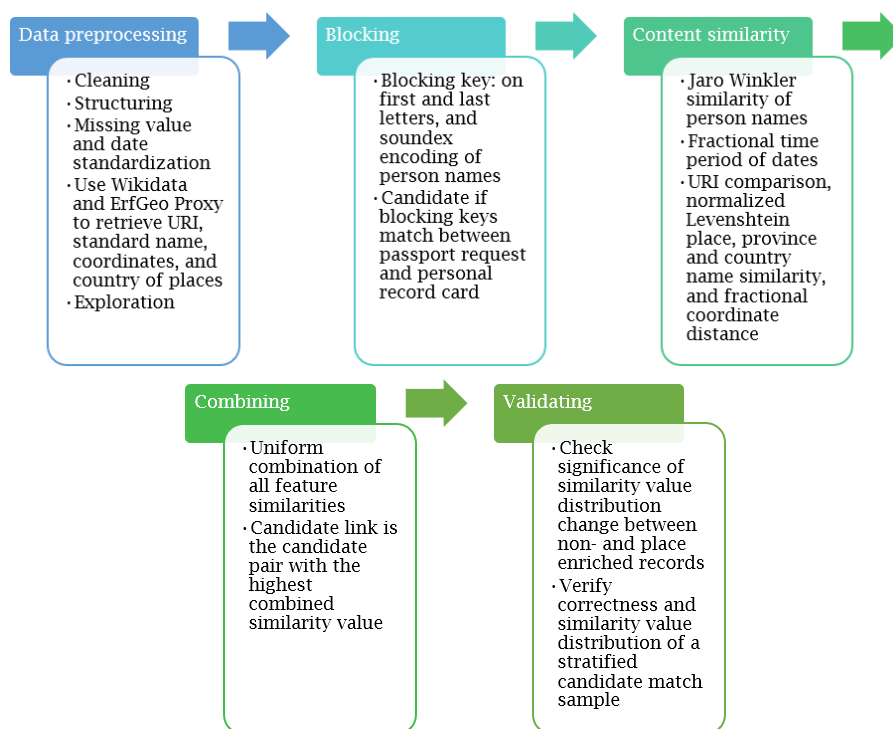 Data preprocessing
· Cleaning
· Structuring
· Missing value
and date
standardization
· Use Wikidata
and ErfGeo Proxy
to retrieve URI,
standard name,
coordinates, and
country of places
· Exploration
Blocking
· Blocking key: on
first and last
letters, and
soundex
encoding of
person names
· Candidate if
blocking keys
match between
passport request
and personal
record card
Content similarity
· Jaro Winkler
similarity of
person names
· Fractional time
period of dates
· URI comparison,
normalized
Levenshtein
place, province
and country
name similarity,
and fractional
coordinate
distance
Combining
· Uniform
combination of
all feature
similarities
· Candidate link is
the candidate
pair with the
highest
combined
similarity value
Validating
· Check
significance of
similarity value
distribution
change between
non- and place
enriched records
· Verify
correctness and
similarity value
distribution of a
stratified
candidate match
sample